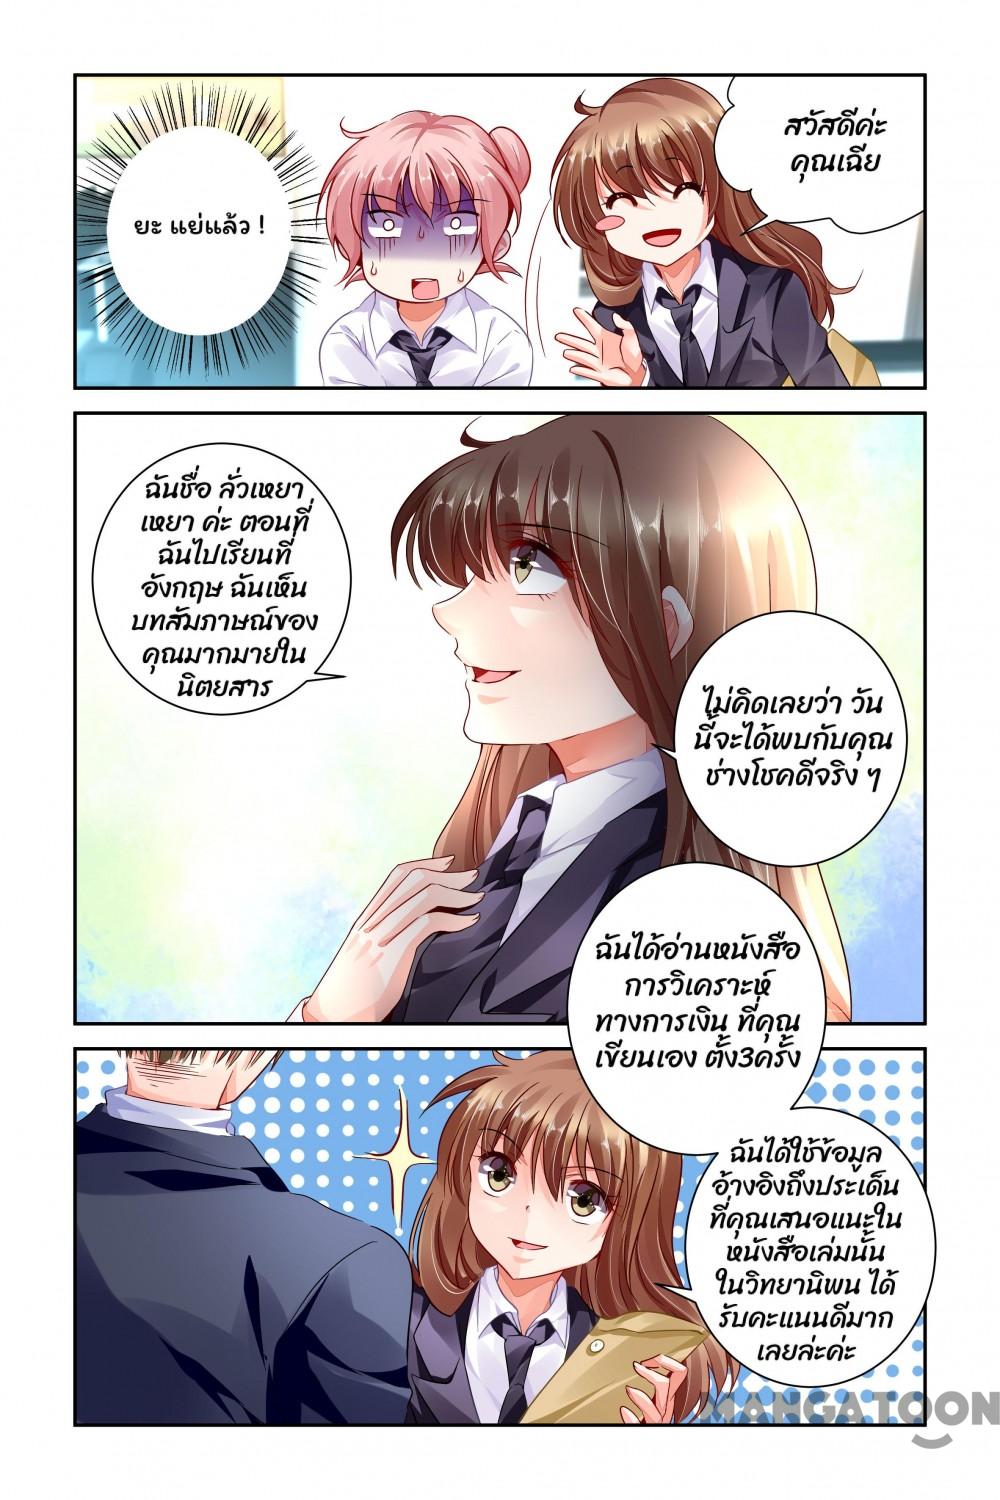 สวัสดีค่ะ
คุณเฉีย
ยะ แย่แล้ว !
ฉันชื่อ ลั่วเหยา
เหยา ค่ะ ตอนที่
ฉันไปเรียนที่
อังกฤษ ฉันเห็น
บทสัมภาษณ์ของ
คุณมากมายใน
นิตยสาร
ไม่คิดเลยว่า วัน
นี้จะได้พบกับคุณ
ช่างโชคดีจริง ๆ
ฉันได้อ่านหนังสือ
การวิเคราะห์
ทางการเงิน ที่คุณ
เขียนเอง ตั้ง3ครั้ง
ฉันได้ใช้ข้อมูล
อ้างอิงถึงประเด็น
ที่คุณเสนอแนะใน
หนังสือเล่มนั้น
ในวิทยานิพน ได้
รับคะแนนดีมาก
เลยล่ะค่ะ
MANGATOON